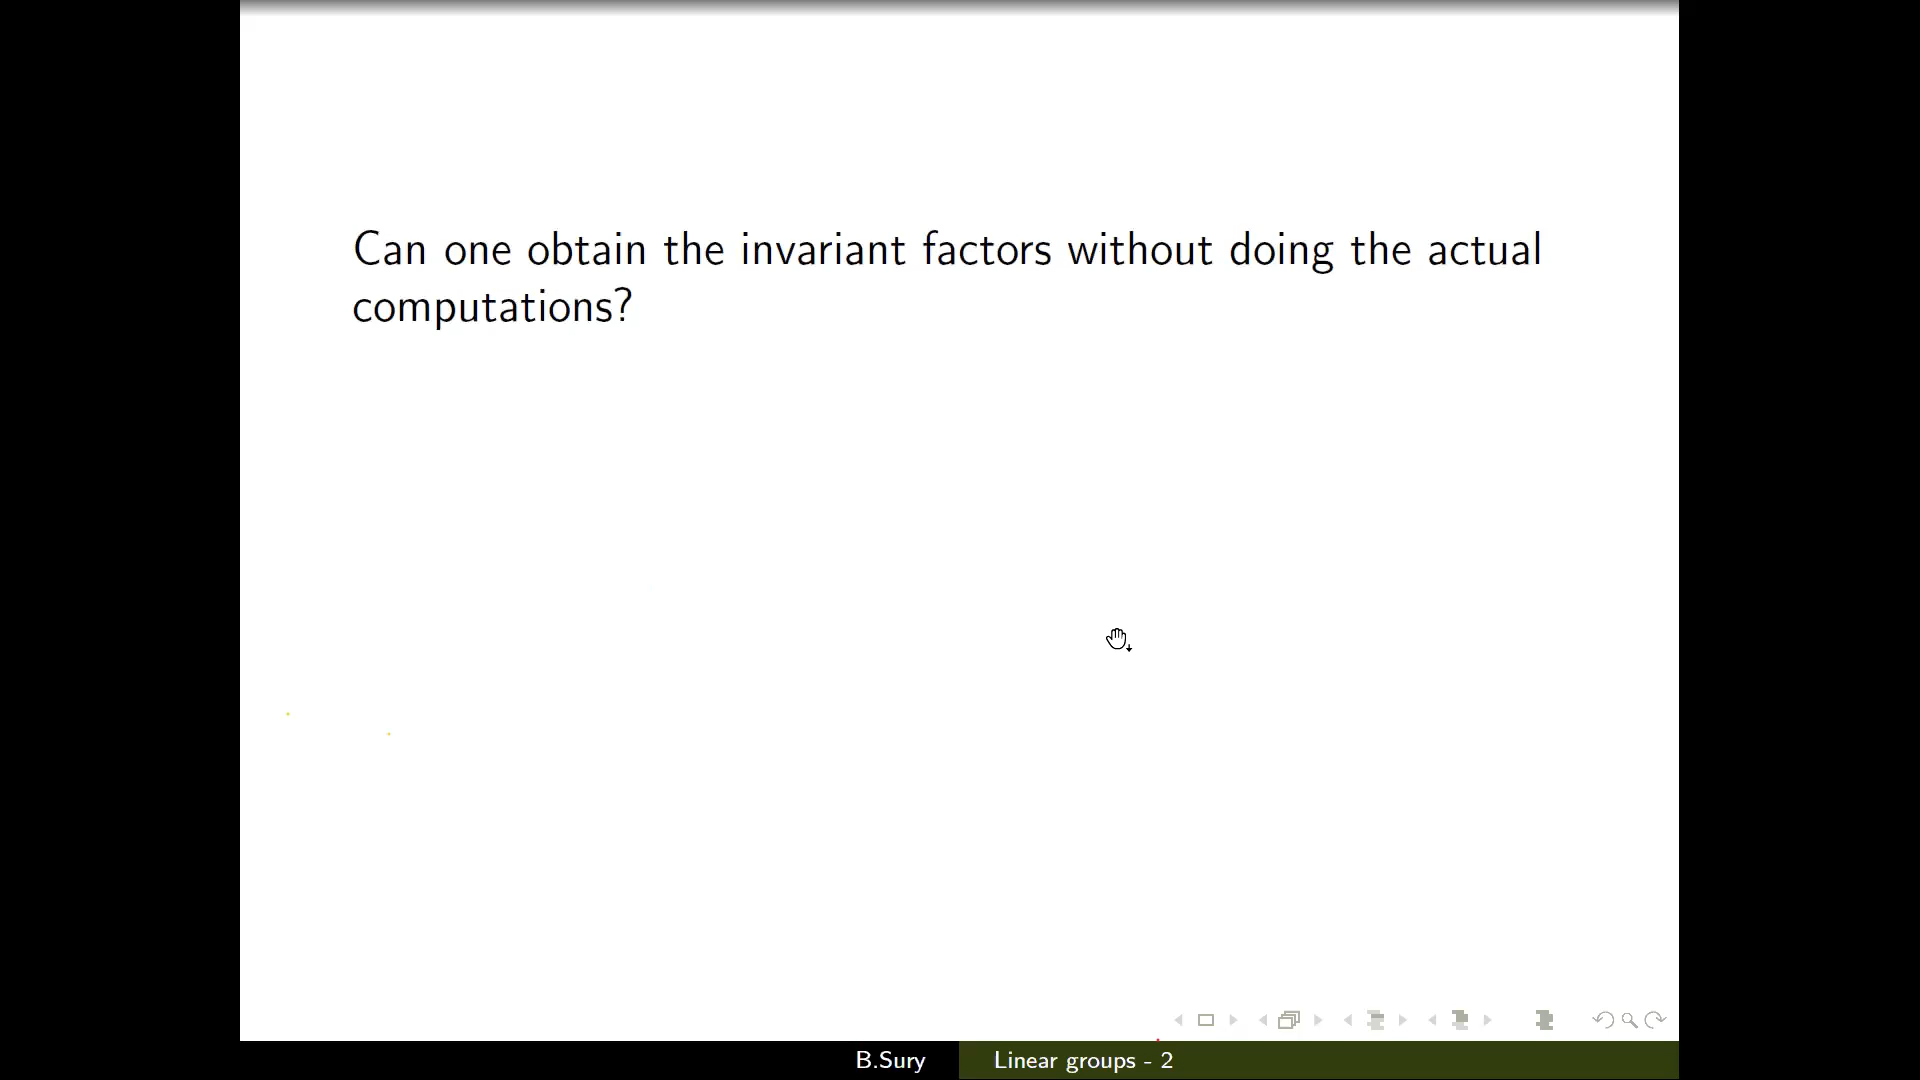 Can one obtain the invariant factors without doing the actual
computations?
B.Sury
Linear groups - 2